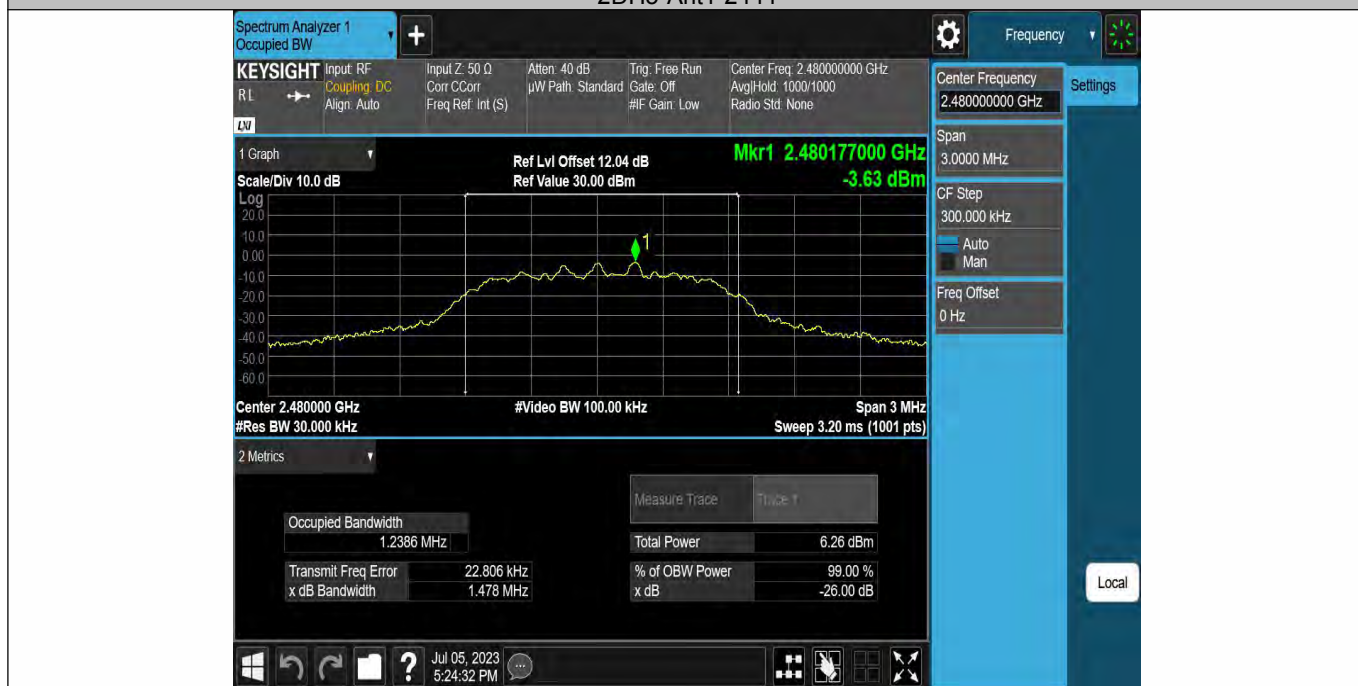 Spectrum Analyzer 1
Occupied BW
Frequency
KEYSIGHT
RL
LXI
Input: RF
Coupling: DC
Align: Auto
Input Z: 50 Ω
Corr CCorr
Freq Ref: Int (S)
Atten: 40 dB
µW Path: Standard
Trig: Free Run
Gate: Off
#IF Gain: Low
Center Freq: 2.480000000 GHz
Avg|Hold: 1000/1000
Radio Std: None
Center Frequency
2.480000000 GHz
Settings
Span
3.0000 MHz
CF Step
300.000 kHz
Auto
Man
Freq Offset
0 Hz
Local
1 Graph
Scale/Div 10.0 dB
Ref Lvl Offset 12.04 dB
Ref Value 30.00 dBm
Mkr1 2.480177000 GHz
-3.63 dBm
Log
20.0
10.0
0.00
-10.0
-20.0
-30.0
-40.0
-50.0
-60.0
1
Center 2.480000 GHz
#Res BW 30.000 kHz
#Video BW 100.00 kHz
Span 3 MHz
Sweep 3.20 ms (1001 pts)
2 Metrics
Measure Trace
Trace 1
Occupied Bandwidth
1.2386 MHz
Total Power 6.26 dBm
Transmit Freq Error 22.806 kHz
% of OBW Power 99.00 %
x dB Bandwidth 1.478 MHz
x dB -26.00 dB
Jul 05, 2023
5:24:32 PM